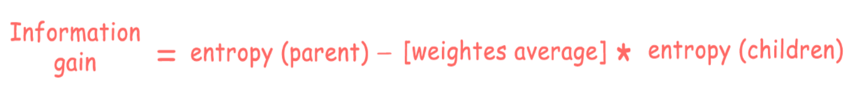 Information
gain = entropy (parent) – [weightes average] * entropy (children)